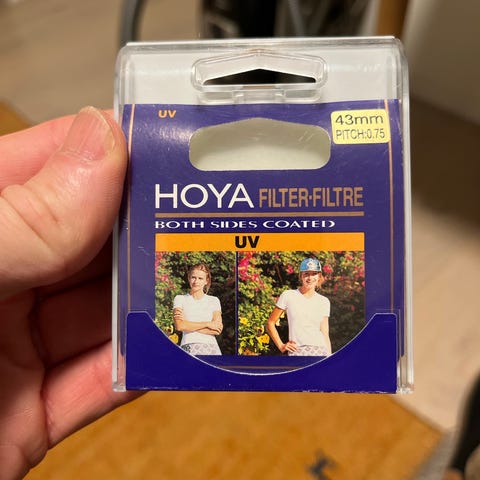 UV
43mm
PITCH:0.75
HOYA FILTER·FILTRE
BOTH SIDES COATED
UV